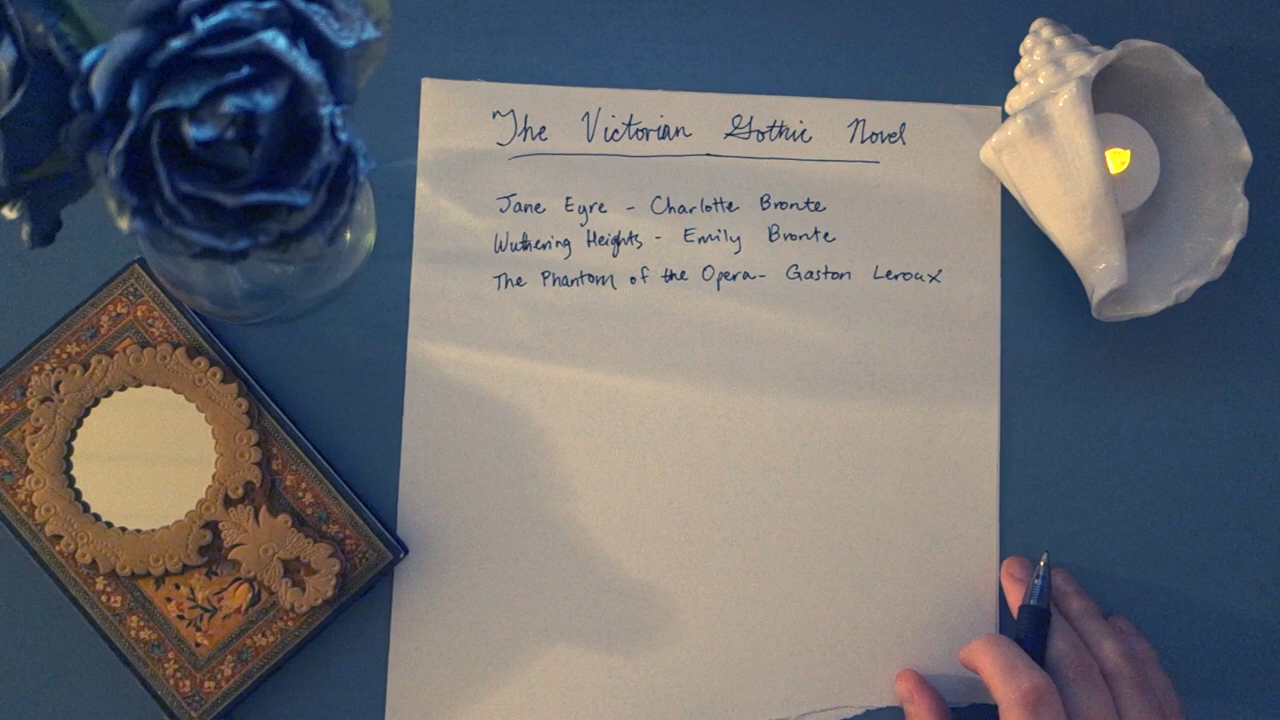 The Victorian Gothic Novel
Jane Eyre - Charlotte Bronte
Wuthering Heights - Emily Bronte
The Phantom of the Opera - Gaston Leroux